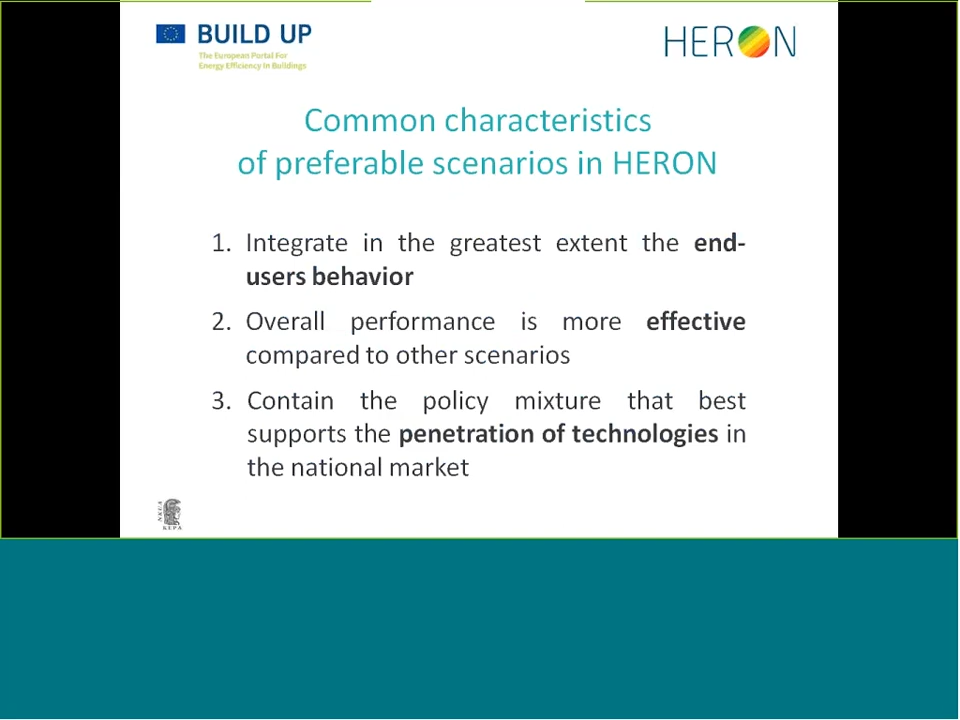 BUILD UP
The European Portal For
Energy Efficiency In Buildings
HERON
Common characteristics
of preferable scenarios in HERON
1. Integrate in the greatest extent the end-
users behavior
2. Overall performance is more effective
compared to other scenarios
3. Contain the policy mixture that best
supports the penetration of technologies in
the national market
KEPA